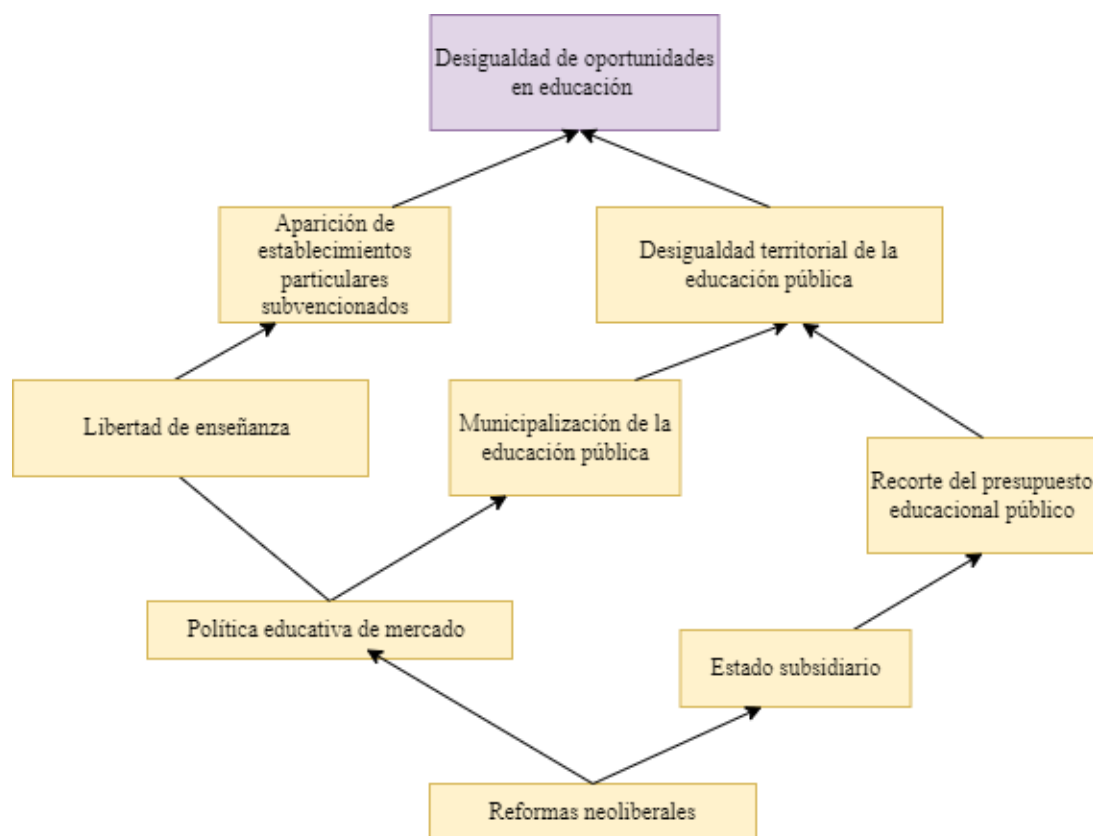 Desigualdad de oportunidades
en educación
Aparición de
establecimientos
particulares
subvencionados
Desigualdad territorial de la
educación pública
Libertad de enseñanza
Municipalización de la
educación pública
Recorte del presupuesto
educacional público
Política educativa de mercado
Estado subsidiario
Reformas neoliberales